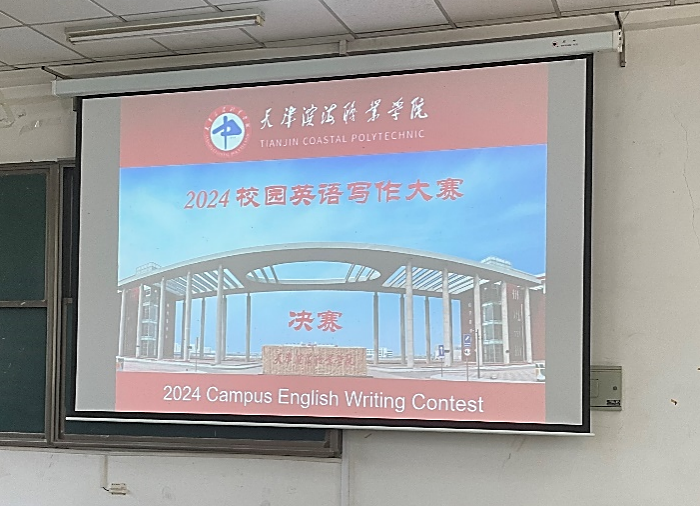 天津滨海职业学院
TIANJIN COASTAL POLYTECHNIC
2024校园英语写作大赛
决赛
2024 Campus English Writing Contest